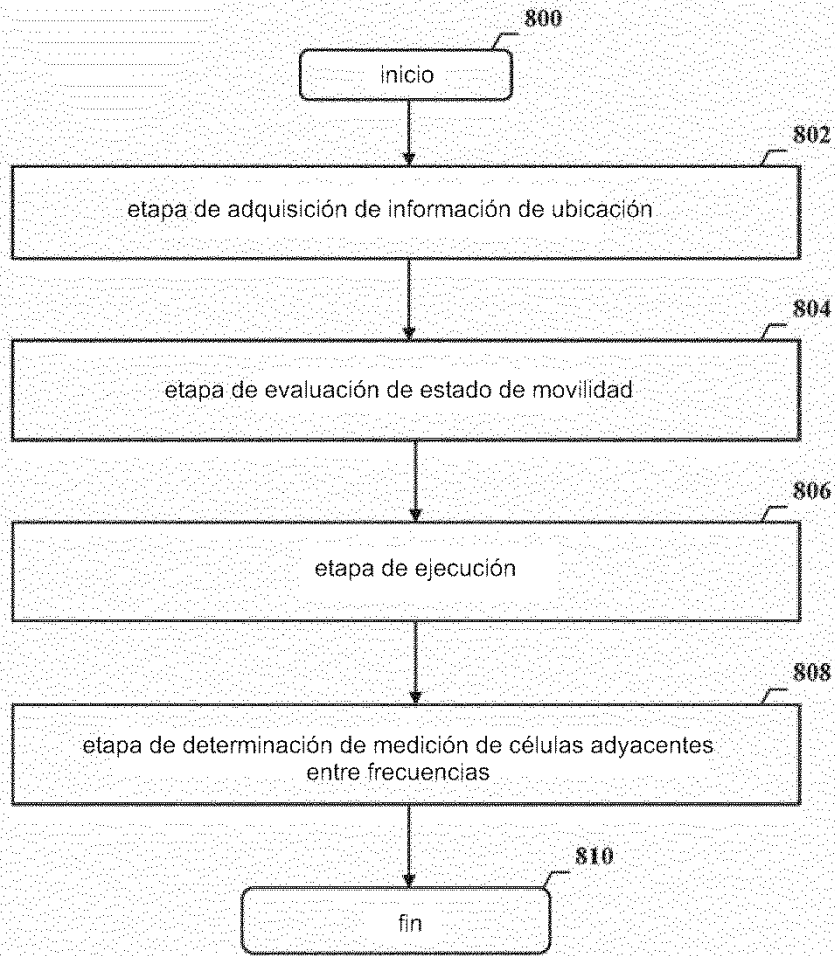 800
inicio
802
etapa de adquisición de información de ubicación
804
etapa de evaluación de estado de movilidad
806
etapa de ejecución
808
etapa de determinación de medición de células adyacentes
entre frecuencias
810
fin